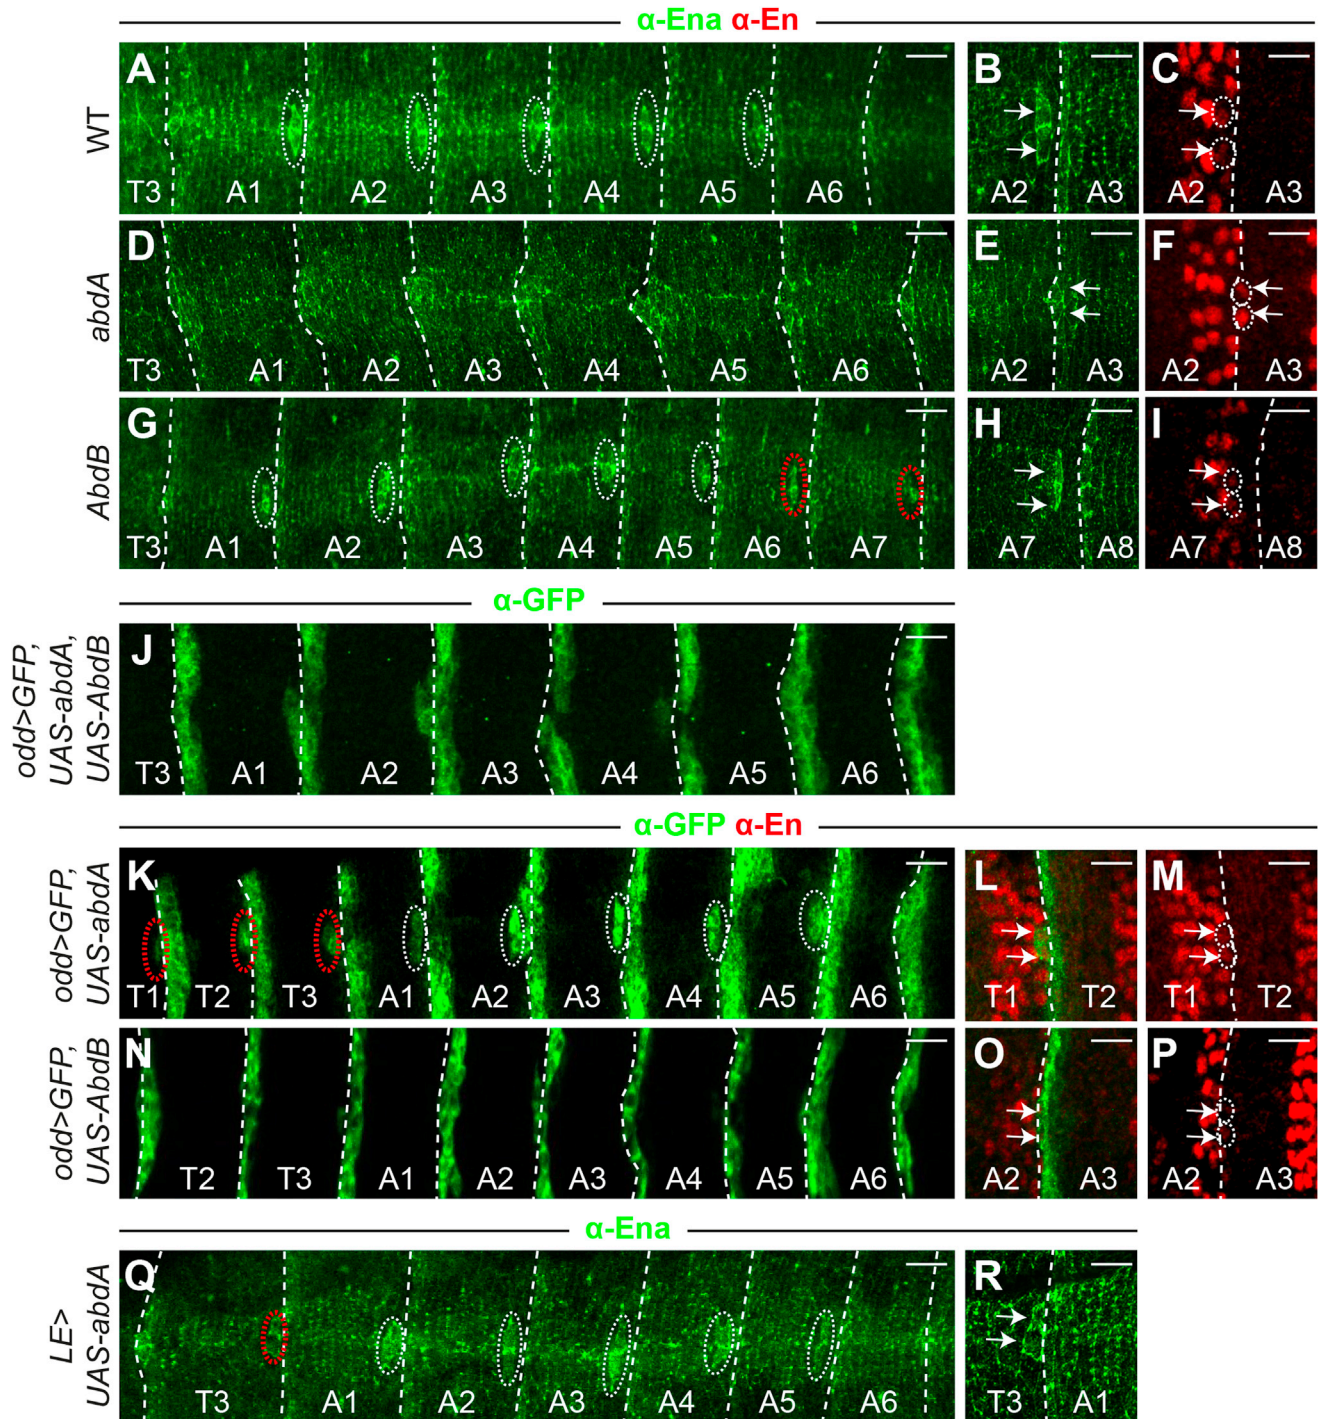 α-Ena α-En
WT
A
T3 A1 A2 A3 A4 A5 A6
B
A2 A3
C
A2 A3
abdA
D
T3 A1 A2 A3 A4 A5 A6
E
A2 A3
F
A2 A3
AbdB
G
T3 A1 A2 A3 A4 A5 A6 A7
H
A7 A8
I
A7 A8
α-GFP
odd>GFP,
UAS-abdA,
UAS-AbdB
J
T3 A1 A2 A3 A4 A5 A6
α-GFP α-En
odd>GFP,
UAS-abdA
K
T1 T2 T3 A1 A2 A3 A4 A5 A6
L
T1 T2
M
T1 T2
odd>GFP,
UAS-AbdB
N
T2 T3 A1 A2 A3 A4 A5 A6
O
A2 A3
P
A2 A3
α-Ena
LE>
UAS-abdA
Q
T3 A1 A2 A3 A4 A5 A6
R
T3 A1